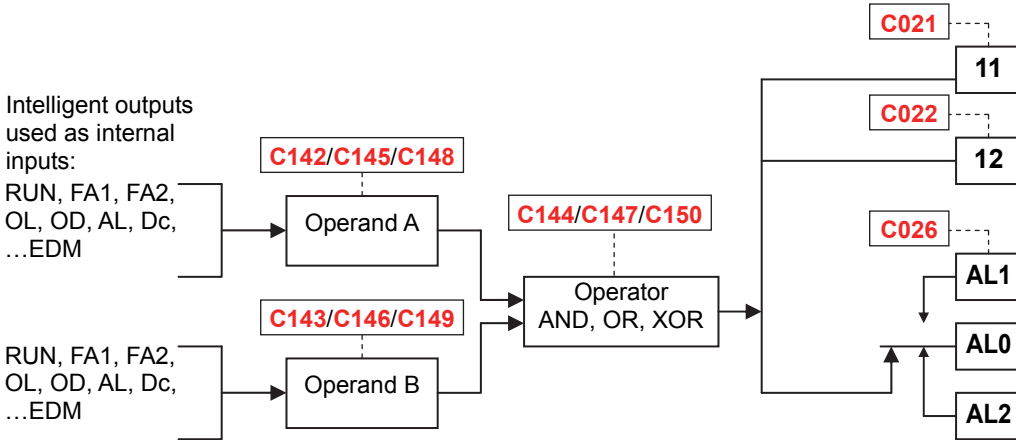 Intelligent outputs
used as internal
inputs:
RUN, FA1, FA2,
OL, OD, AL, Dc,
…EDM
C142/C145/C148
Operand A
RUN, FA1, FA2,
OL, OD, AL, Dc,
…EDM
C143/C146/C149
Operand B
C144/C147/C150
Operator
AND, OR, XOR
C021
11
C022
12
C026
AL1
AL0
AL2